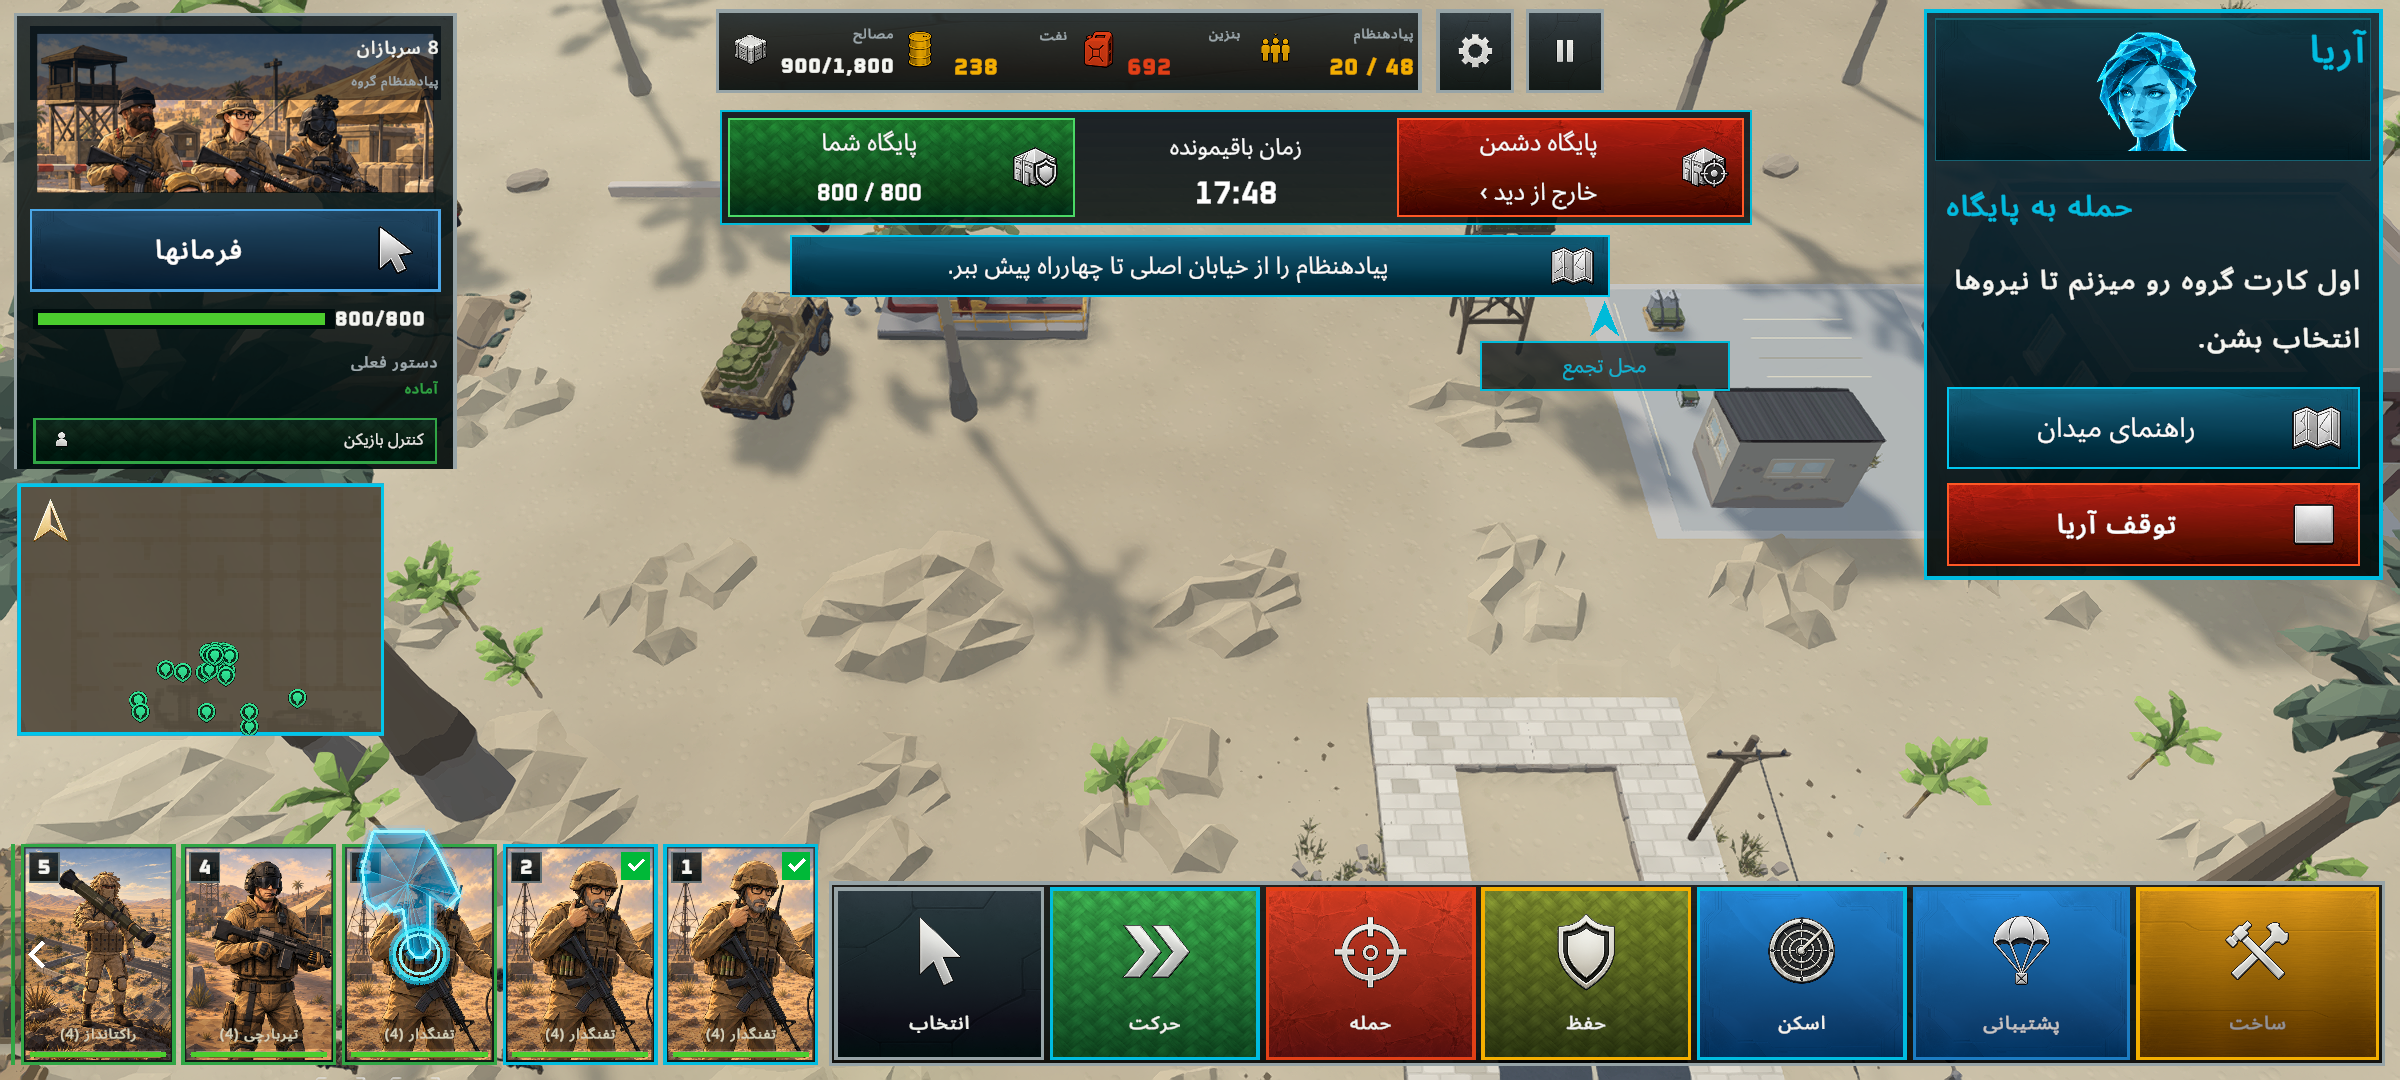 8 سربازان
پیادهنظام گروه
فرمانها
800/800
دستور فعلی
آماده
کنترل بازیکن
مصالح
900/1,800
نفت
238
بنزین
692
پیادهنظام
20 / 48
پایگاه شما
800 / 800
زمان باقیمونده
17:48
پایگاه دشمن
خارج از دید ›
پیادهنظام را از خیابان اصلی تا چهارراه پیش ببر.
محل تجمع
آریا
حمله به پایگاه
اول کارت گروه رو میزنم تا نیروها
انتخاب بشن.
راهنمای میدان
توقف آریا
5
راکتانداز (4)
4
تیربارچی (4)
تفنگدار (4)
2
تفنگدار (4)
1
تفنگدار (4)
انتخاب
حرکت
حمله
حفظ
اسکن
پشتیبانی
ساخت